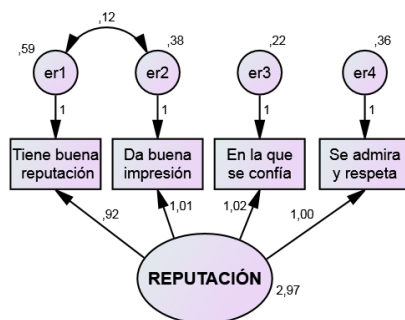 ,12
,59
,38
,22
,36
er1
er2
er3
er4
1
1
1
1
Tiene buena
reputación
Da buena
impresión
En la que
se confía
Se admira
y respeta
,92
1,01
1,02
1,00
REPUTACIÓN
2,97